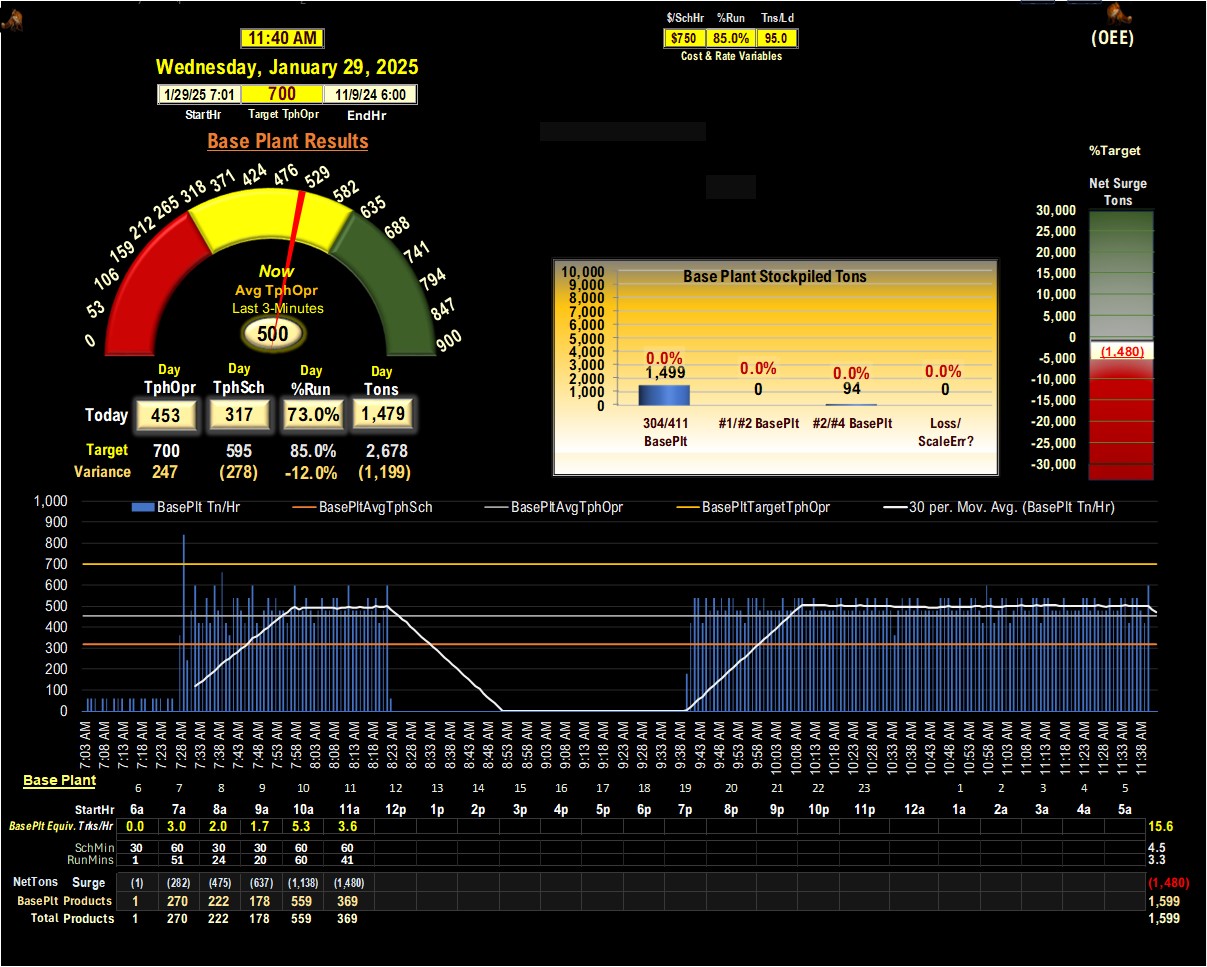 $/SchHr %Run Tns/Ld
11:40 AM $750 85.0% 95.0 (OEE)
Cost & Rate Variables
Wednesday, January 29, 2025
1/29/25 7:01 700 11/9/24 6:00
StartHr Target TphOpr EndHr
Base Plant Results
0 53 106 159 212 265 318 371 424 476 529 582 635 688 741 794 847 900
Now
Avg TphOpr
Last 3-Minutes
500
Day Day Day Day
TphOpr TphSch %Run Tons
Today 453 317 73.0% 1,479
Target 700 595 85.0% 2,678
Variance 247 (278) -12.0% (1,199)
Base Plant Stockpiled Tons
10,000
9,000
8,000
7,000
6,000
5,000
4,000
3,000
2,000
1,000
0
0.0% 0.0% 0.0% 0.0%
1,499 0 94 0
304/411 #1/#2 BasePlt #2/#4 BasePlt Loss/
BasePlt ScaleErr?
%Target
Net Surge
Tons
30,000
25,000
20,000
15,000
10,000
5,000
0
-5,000
-10,000
-15,000
-20,000
-25,000
-30,000
(1,480)
BasePlt Tn/Hr BasePltAvgTphSch BasePltAvgTphOpr BasePltTargetTphOpr 30 per. Mov. Avg. (BasePlt Tn/Hr)
1,000
900
800
700
600
500
400
300
200
100
0
7:03 AM 7:08 AM 7:13 AM 7:18 AM 7:23 AM 7:28 AM 7:33 AM 7:38 AM 7:43 AM 7:48 AM 7:53 AM 7:58 AM 8:03 AM 8:08 AM 8:13 AM 8:18 AM 8:23 AM 8:28 AM 8:33 AM 8:38 AM 8:43 AM 8:48 AM 8:53 AM 8:58 AM 9:03 AM 9:08 AM 9:13 AM 9:18 AM 9:23 AM 9:28 AM 9:33 AM 9:38 AM 9:43 AM 9:48 AM 9:53 AM 9:58 AM 10:03 AM 10:08 AM 10:13 AM 10:18 AM 10:23 AM 10:28 AM 10:33 AM 10:38 AM 10:43 AM 10:48 AM 10:53 AM 10:58 AM 11:03 AM 11:08 AM 11:13 AM 11:18 AM 11:23 AM 11:28 AM 11:33 AM 11:38 AM
Base Plant
6 7 8 9 10 11 12 13 14 15 16 17 18 19 20 21 22 23 1 2 3 4 5
StartHr 6a 7a 8a 9a 10a 11a 12p 1p 2p 3p 4p 5p 6p 7p 8p 9p 10p 11p 12a 1a 2a 3a 4a 5a
BasePlt Equiv. Trks/Hr 0.0 3.0 2.0 1.7 5.3 3.6 15.6
SchMin 30 60 30 30 60 60 4.5
RunMins 1 51 24 20 60 41 3.3
NetTons Surge (1) (282) (475) (637) (1,138) (1,480) (1,480)
BasePlt Products 1 270 222 178 559 369 1,599
Total Products 1 270 222 178 559 369 1,599